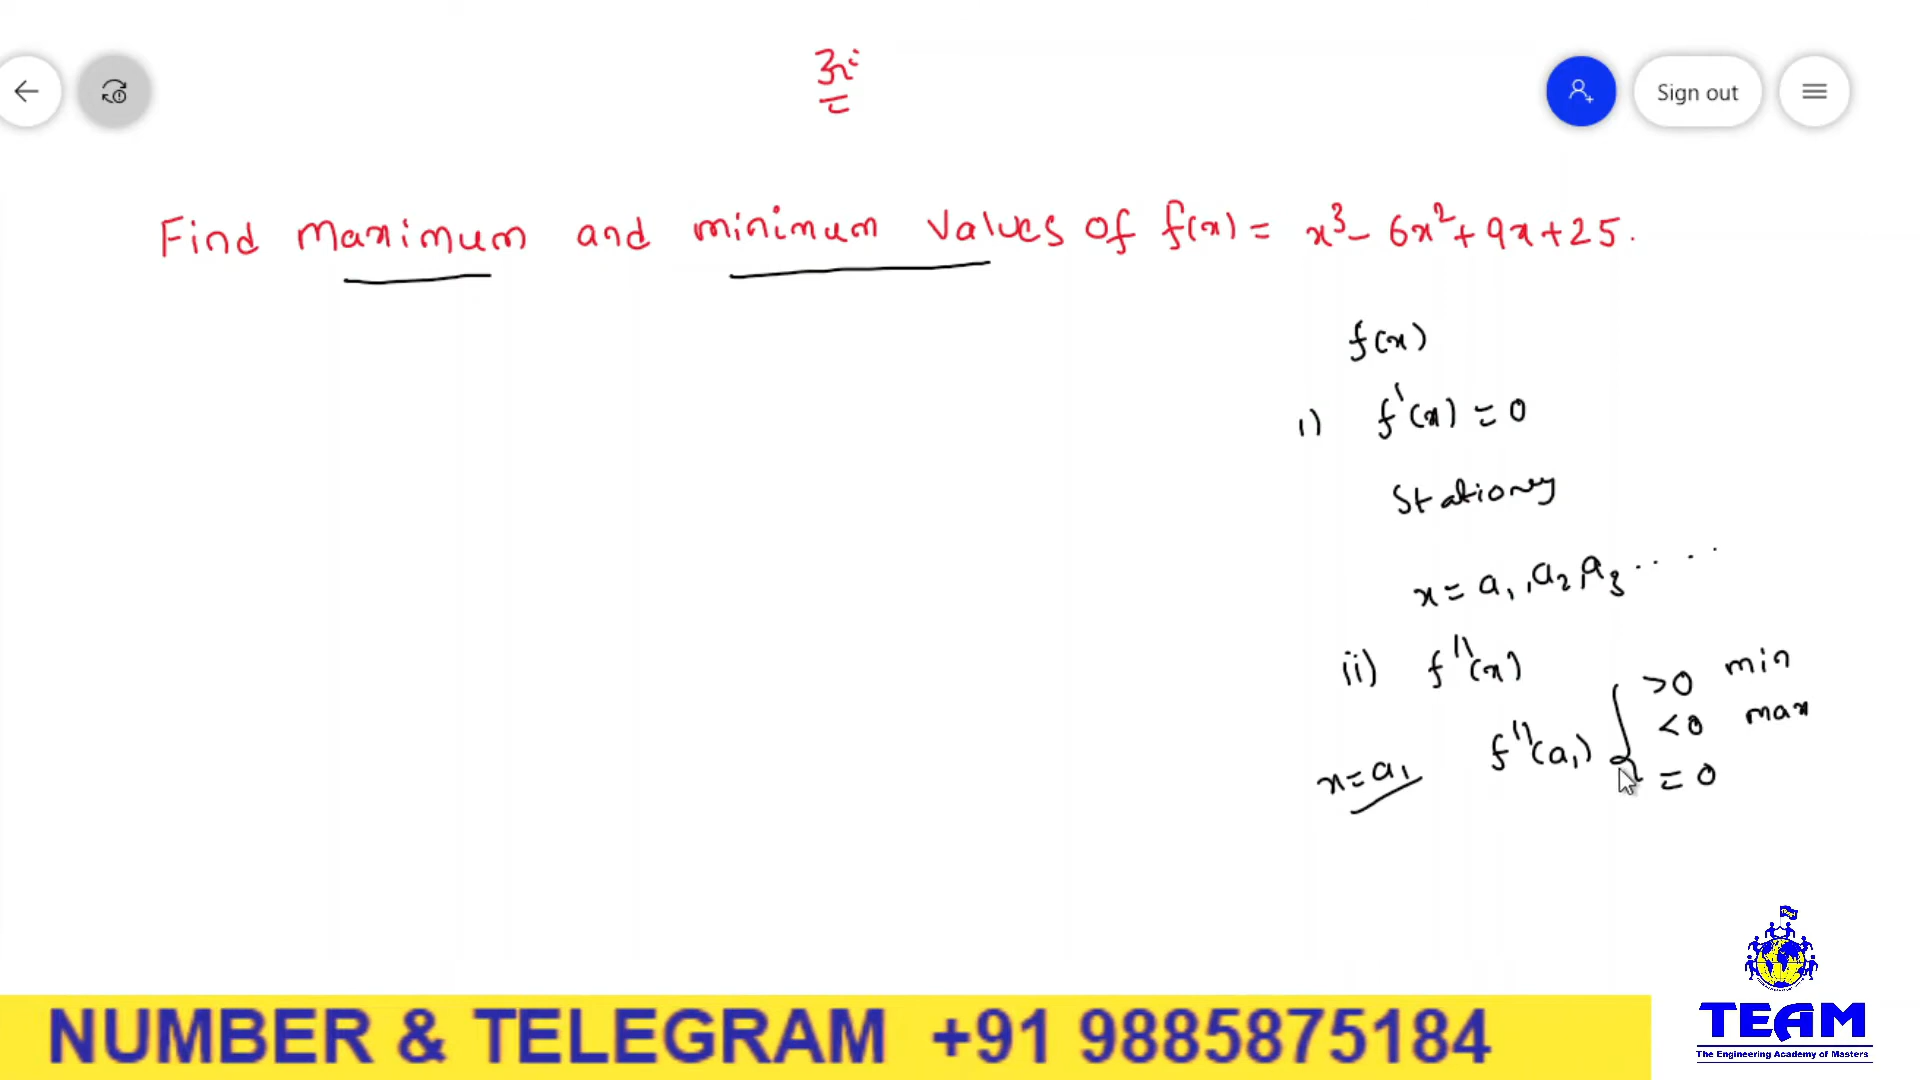 ॐ
Sign out
Find maximum and minimum values of f(x) = x³- 6x²+9x+25.
f(x)
i) f'(x) = 0
Stationery
x = a₁, a₂, a₃ ......
ii) f''(x)
>0 min
x=a₁ f''(a₁) <0 max
=0
NUMBER & TELEGRAM +91 9885875184
TEAM
The Engineering Academy of Masters